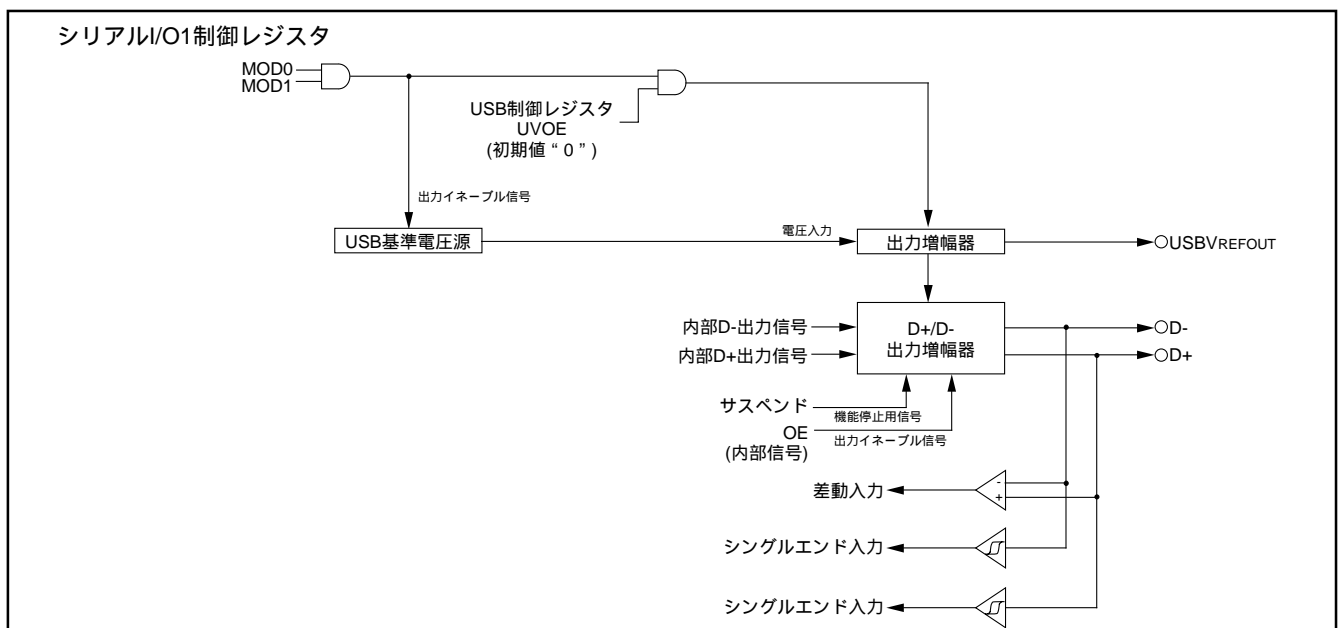 シリアルI/O1制御レジスタ
MOD0
MOD1
USB制御レジスタ
UVOE
(初期値 “ 0 ” )
出力イネーブル信号
USB基準電圧源
電圧入力
出力増幅器
USBVREFOUT
内部D-出力信号
内部D+出力信号
D+/D-
出力増幅器
D-
D+
サスペンド
機能停止用信号
OE
(内部信号)
出力イネーブル信号
差動入力
-
+
シングルエンド入力
シングルエンド入力